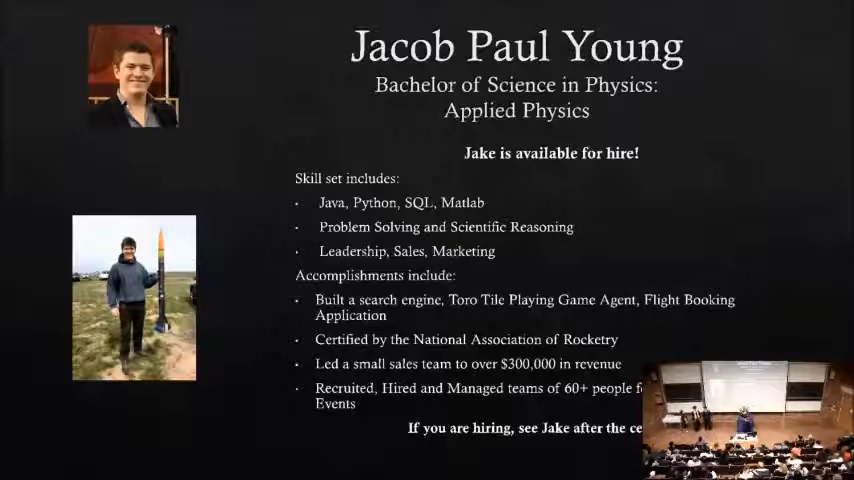 Jacob Paul Young
Bachelor of Science in Physics:
Applied Physics
Jake is available for hire!
Skill set includes:
• Java, Python, SQL, Matlab
• Problem Solving and Scientific Reasoning
• Leadership, Sales, Marketing
Accomplishments include:
• Built a search engine, Toro Tile Playing Game Agent, Flight Booking
Application
• Certified by the National Association of Rocketry
• Led a small sales team to over $300,000 in revenue
• Recruited, Hired and Managed teams of 60+ people
Events
If you are hiring, see Jake after the